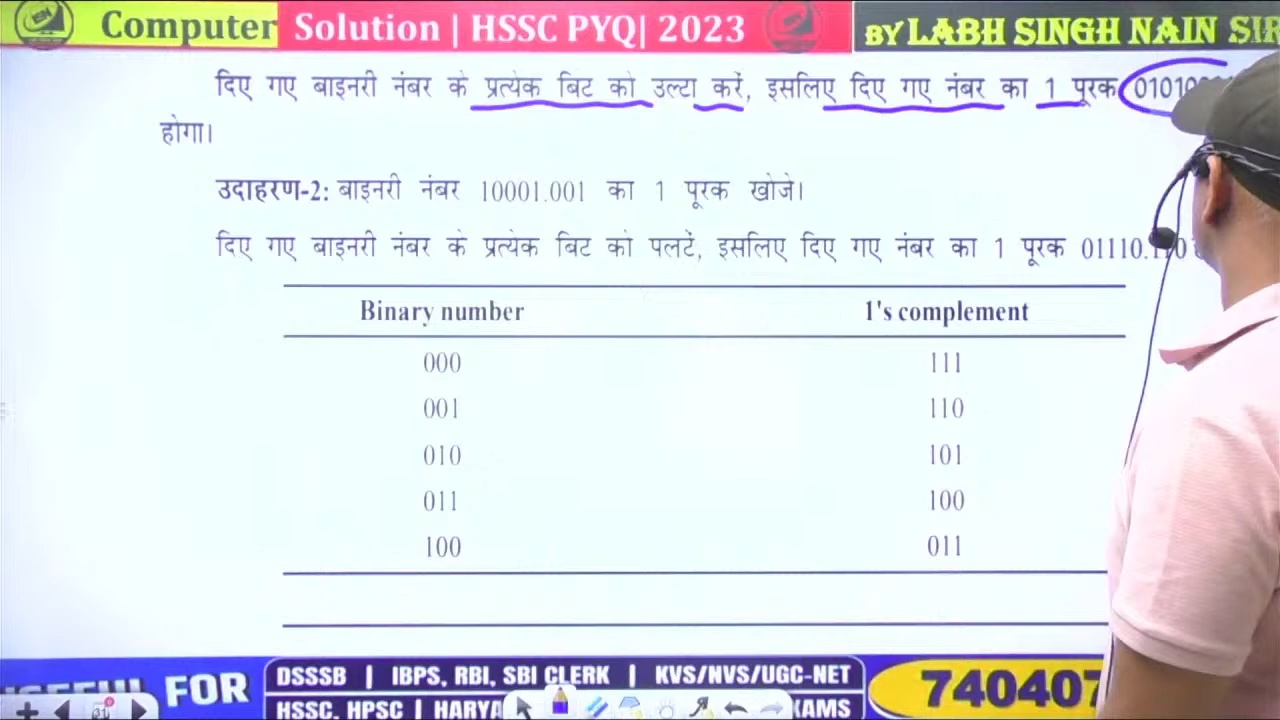 Computer Solution | HSSC PYQ| 2023 BY LABH SINGH NAIN SIR
दिए गए बाइनरी नंबर के प्रत्येक बिट को उल्टा करें, इसलिए दिए गए नंबर का 1 पूरक
होगा।
उदाहरण-2: बाइनरी नंबर 10001.001 का 1 पूरक खोजे।
दिए गए बाइनरी नंबर के प्रत्येक बिट को पलटें, इसलिए दिए गए नंबर का 1 पूरक
Binary number 1's complement
000 111
001 110
010 101
011 100
100 011
FOR DSSSB | IBPS, RBI, SBI CLERK | KVS/NVS/UGC-NET
HSSC, HPSC |